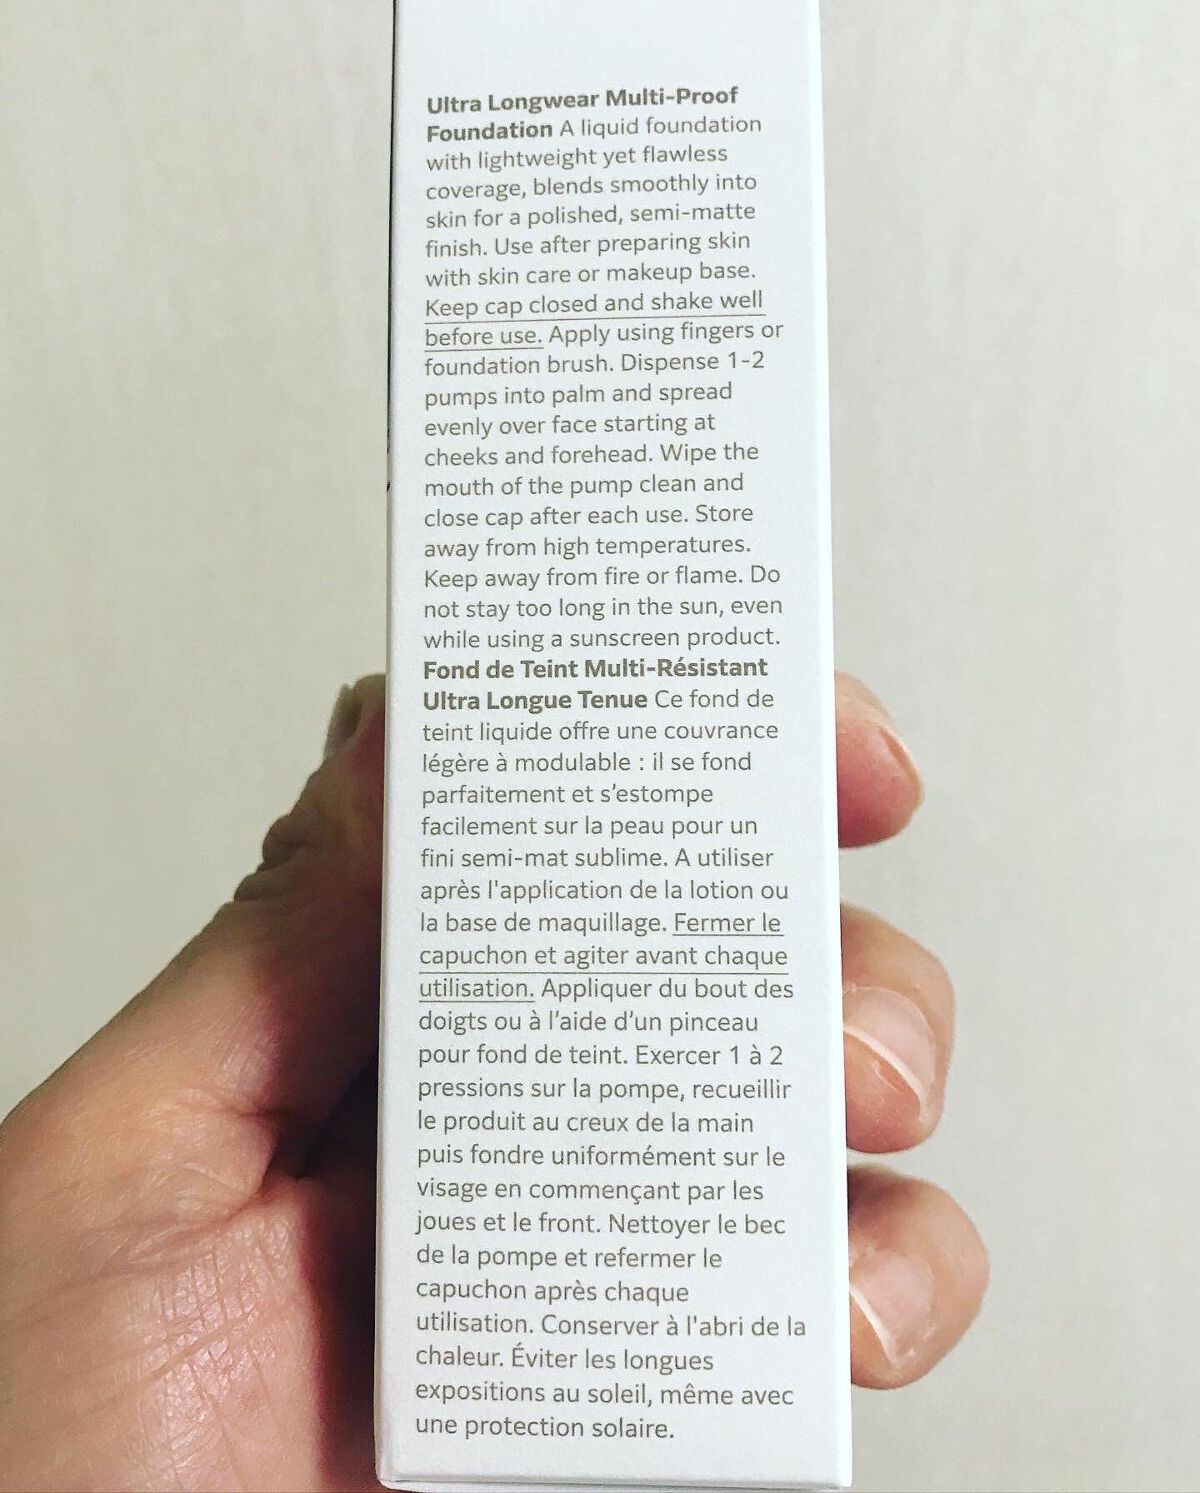 Ultra Longwear Multi-Proof
Foundation A liquid foundation
with lightweight yet flawless
coverage, blends smoothly into
skin for a polished, semi-matte
finish. Use after preparing skin
with skin care or makeup base.
Keep cap closed and shake well
before use. Apply using fingers or
foundation brush. Dispense 1-2
pumps into palm and spread
evenly over face starting at
cheeks and forehead. Wipe the
mouth of the pump clean and
close cap after each use. Store
away from high temperatures.
Keep away from fire or flame. Do
not stay too long in the sun, even
while using a sunscreen product.
Fond de Teint Multi-Résistant
Ultra Longue Tenue Ce fond de
teint liquide offre une couvrance
légère à modulable : il se fond
parfaitement et s’estompe
facilement sur la peau pour un
fini semi-mat sublime. A utiliser
après l'application de la lotion ou
la base de maquillage. Fermer le
capuchon et agiter avant chaque
utilisation. Appliquer du bout des
doigts ou à l’aide d’un pinceau
pour fond de teint. Exercer 1 à 2
pressions sur la pompe, recueillir
le produit au creux de la main
puis fondre uniformément sur le
visage en commençant par les
joues et le front. Nettoyer le bec
de la pompe et refermer le
capuchon après chaque
utilisation. Conserver à l'abri de la
chaleur. Éviter les longues
expositions au soleil, même avec
une protection solaire.